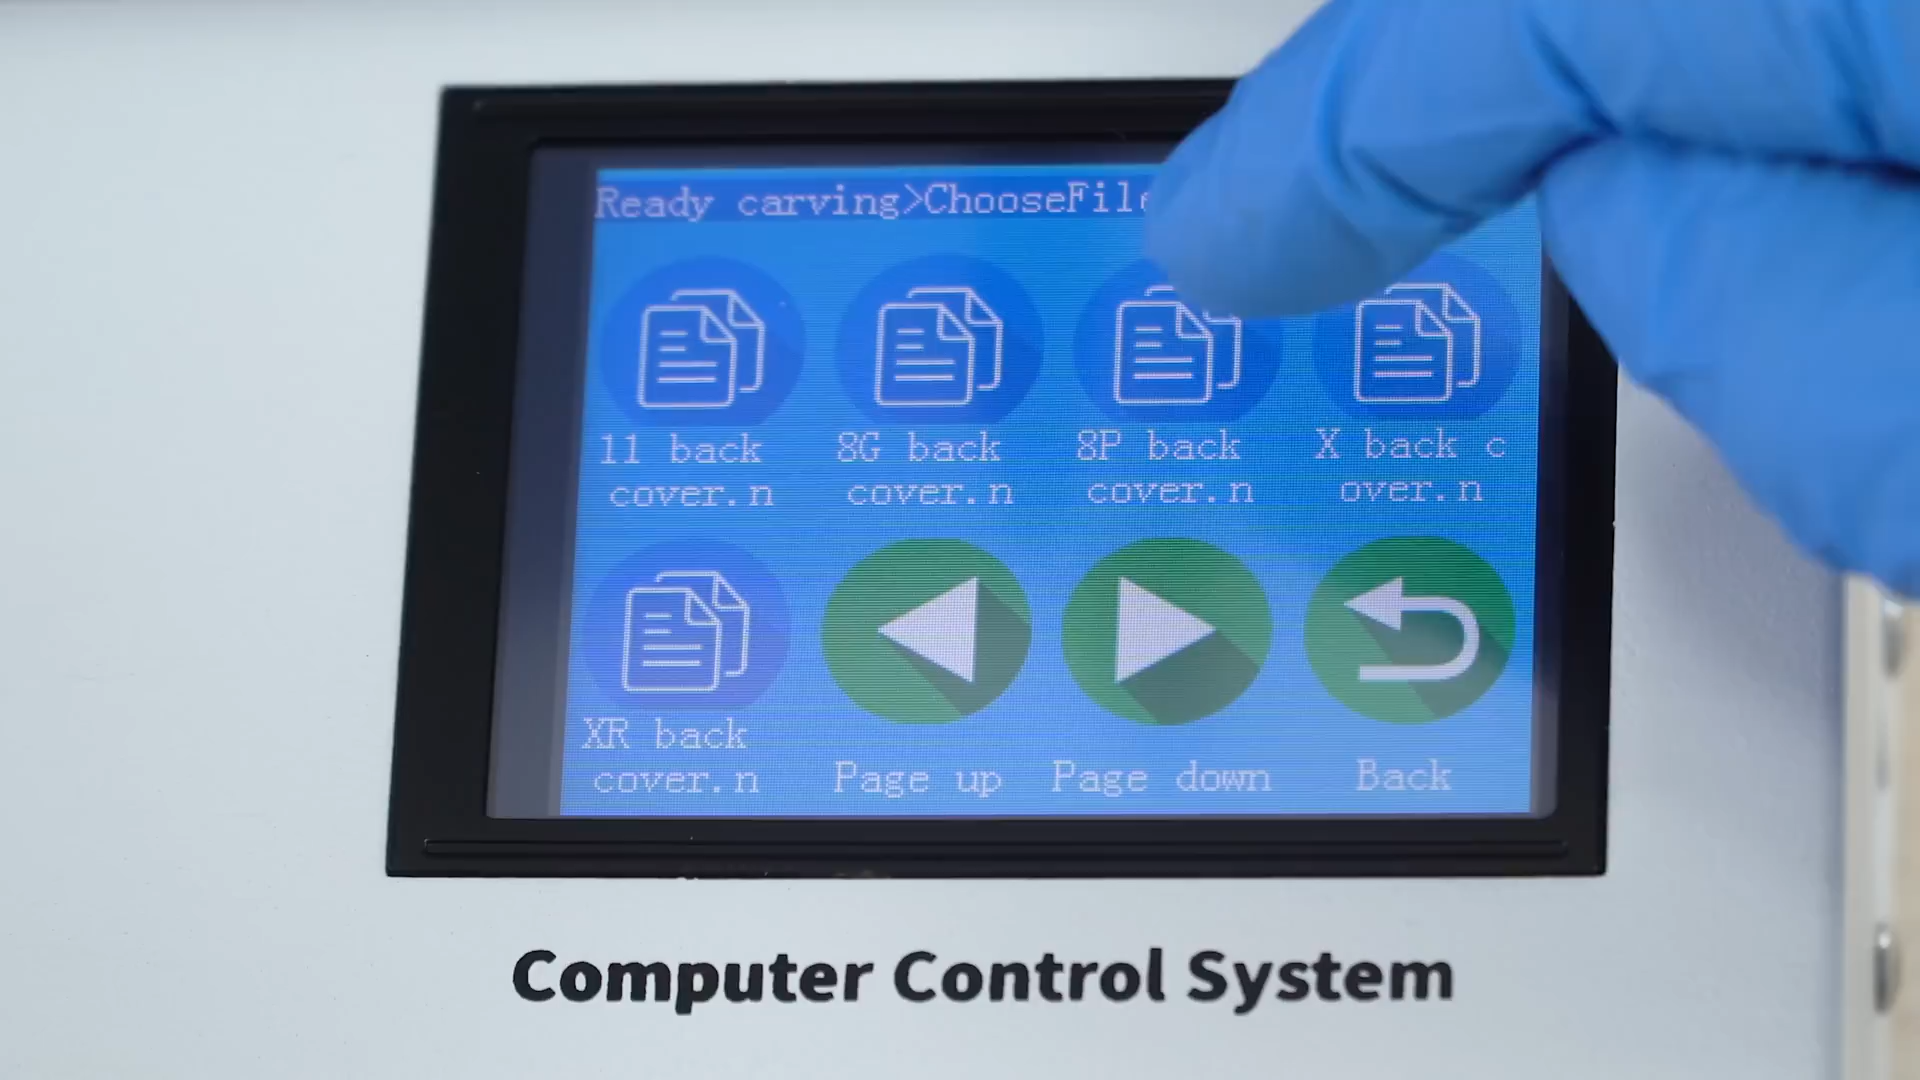 Ready carving>ChooseFile
11 back
cover.n
8G back
cover.n
8P back
cover.n
X back c
over.n
XR back
cover.n
Page up
Page down
Back
Computer Control System